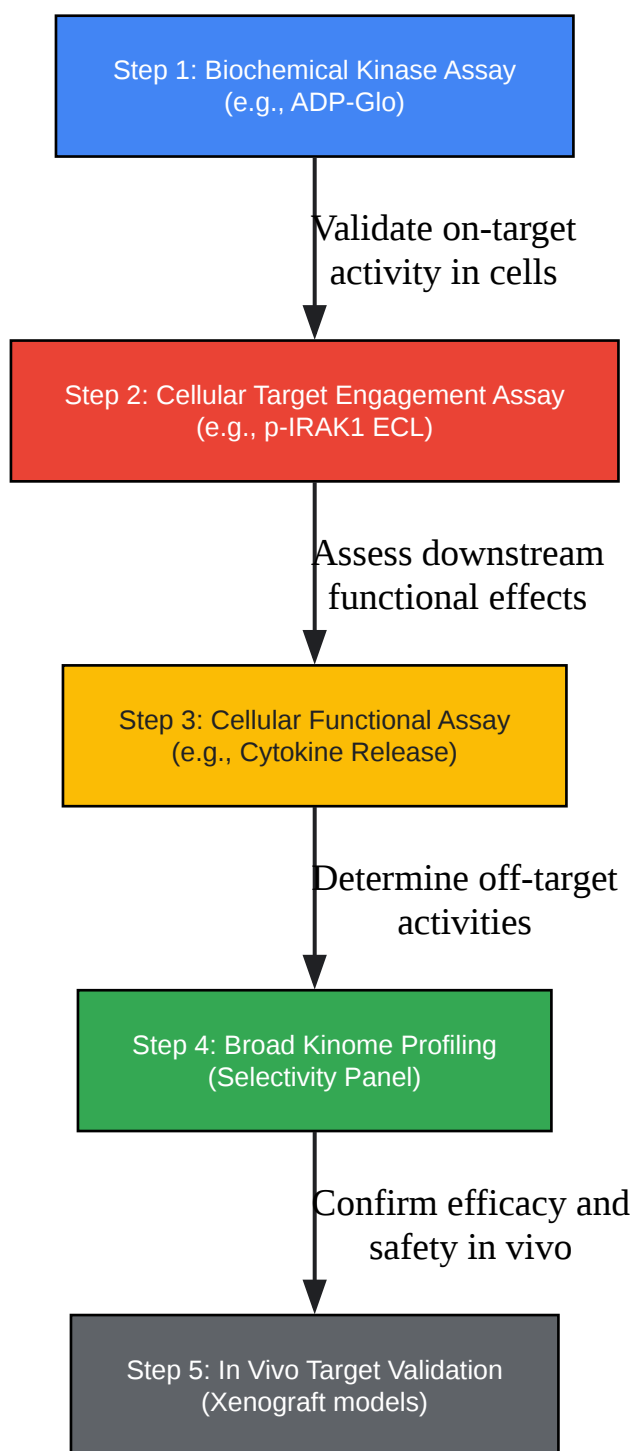 Step 1: Biochemical Kinase Assay
(e.g., ADP-Glo)
Validate on-target
activity in cells
Step 2: Cellular Target Engagement Assay
(e.g., p-IRAK1 ECL)
Assess downstream
functional effects
Step 3: Cellular Functional Assay
(e.g., Cytokine Release)
Determine off-target
activities
Step 4: Broad Kinome Profiling
(Selectivity Panel)
Confirm efficacy and
safety in vivo
Step 5: In Vivo Target Validation
(Xenograft models)